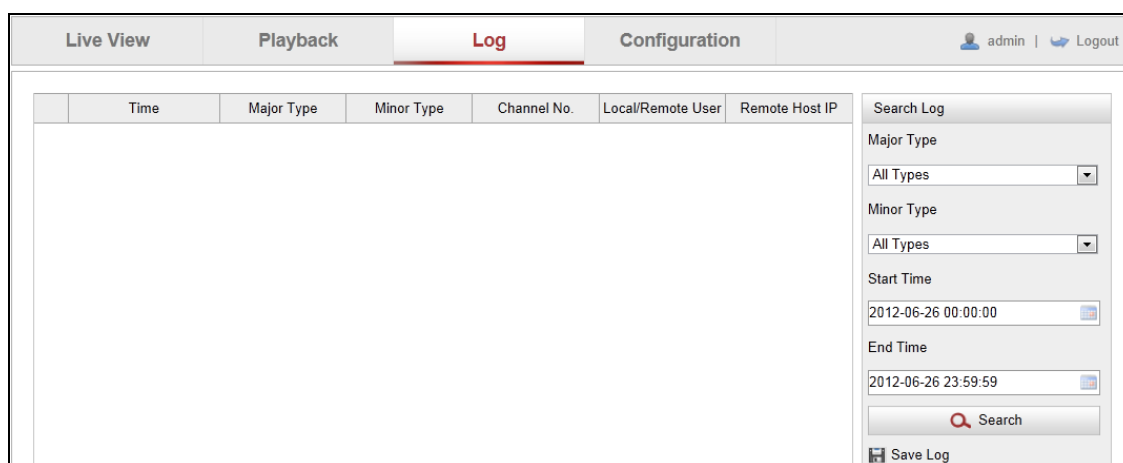 Live View Playback Log Configuration admin | Logout
Time Major Type Minor Type Channel No. Local/Remote User Remote Host IP
Search Log
Major Type
All Types
Minor Type
All Types
Start Time
2012-06-26 00:00:00
End Time
2012-06-26 23:59:59
Search
Save Log